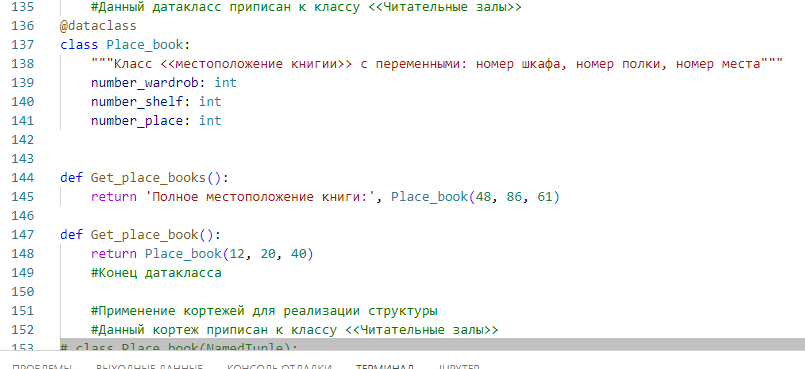 135 #Данный датакласс приписан к классу <<Читательные залы>>
136 @dataclass
137 class Place_book:
138 """Класс <<местоположение книгии>> с переменными: номер шкафа, номер полки, номер места"""
139 number_wardrob: int
140 number_shelf: int
141 number_place: int
142
143
144 def Get_place_books():
145 return 'Полное местоположение книги:', Place_book(48, 86, 61)
146
147 def Get_place_book():
148 return Place_book(12, 20, 40)
149 #Конец датакласса
150
151 #Применение кортежей для реализации структуры
152 #Данный кортеж приписан к классу <<Читательные залы>>
153 # class Place_book(NamedTuple):
ПРОБЛЕМЫ ВЫХОДНЫЕ ДАННЫЕ КОНСОЛЬ ОТЛАДКИ ТЕРМИНАЛ JUPYTER